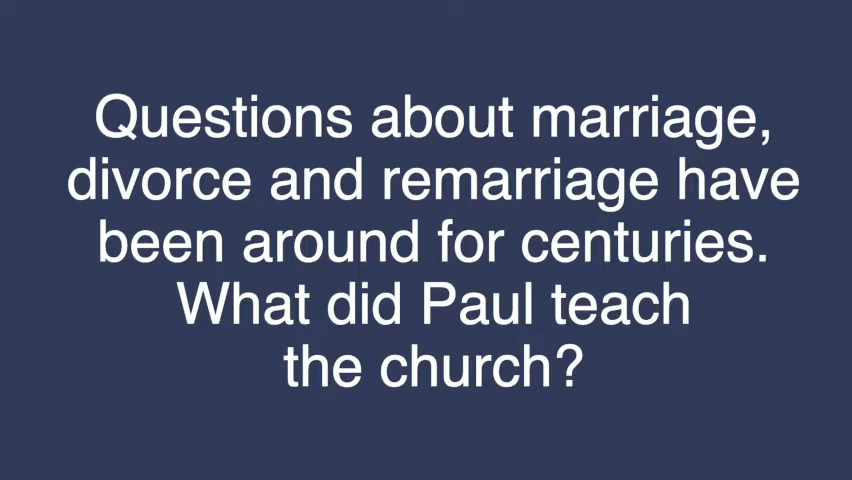 Questions about marriage,
divorce and remarriage have
been around for centuries.
What did Paul teach
the church?